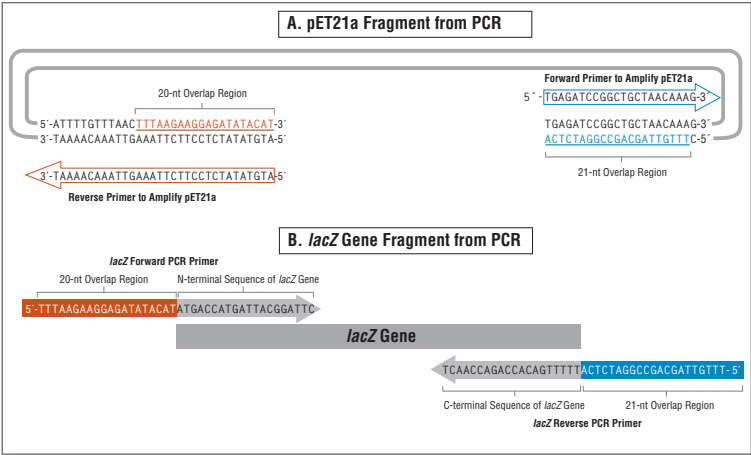 A. pET21a Fragment from PCR
Forward Primer to Amplify pET21a
5´-TGAGATCCGGCTGCTAACAAAG-3´
20-nt Overlap Region
5´-ATTTTGTTTAACTTTAAGAAGGAGATATACAT-3´
3´-TAAAACAAATTGAAATTCTTCCTCTATATGTA-5´
TGAGATCCGGCTGCTAACAAAG-3´
ACTCTAGGCCGACGATTGTTTC-5´
21-nt Overlap Region
3´-TAAAACAAATTGAAATTCTTCCTCTATATGTA-5´
Reverse Primer to Amplify pET21a
B. lacZ Gene Fragment from PCR
lacZ Forward PCR Primer
20-nt Overlap Region
N-terminal Sequence of lacZ Gene
5´-TTTAAGAAGGAGATATACATATGACCATGATTACGGATTC
lacZ Gene
TCAACCAGACCACAGTTTTTACTCTAGGCCGACGATTGTTT-5´
C-terminal Sequence of lacZ Gene
21-nt Overlap Region
lacZ Reverse PCR Primer